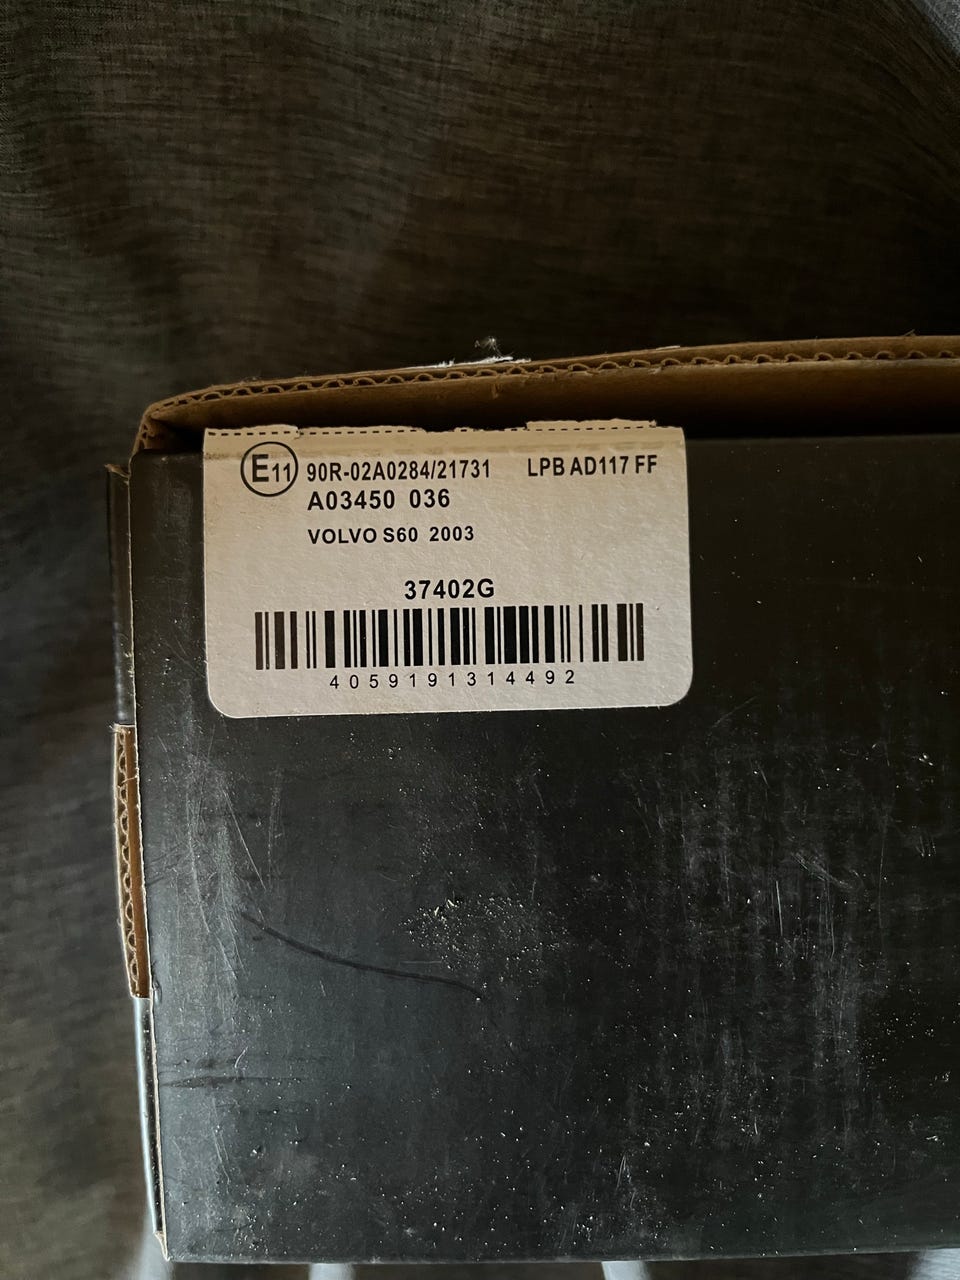 E11 90R-02A0284/21731 LPB AD117 FF
A03450 036
VOLVO S60 2003
37402G
4059191314492